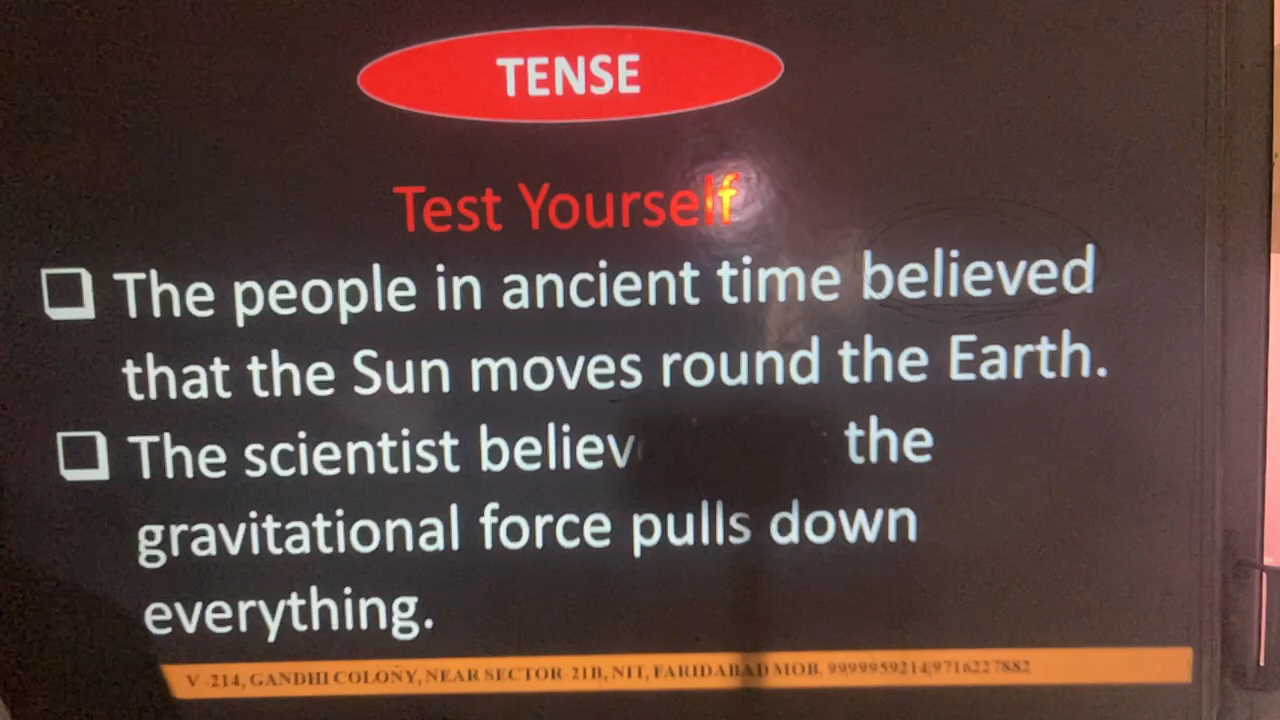 TENSE
Test Yourself
The people in ancient time believed
that the Sun moves round the Earth.
The scientist the
gravitational force pulls down
everything.
V-214, GANDHI COLONY, NEAR SECTOR-21B, NIT, FARIDABAD MOB. 9999959214|9716227882